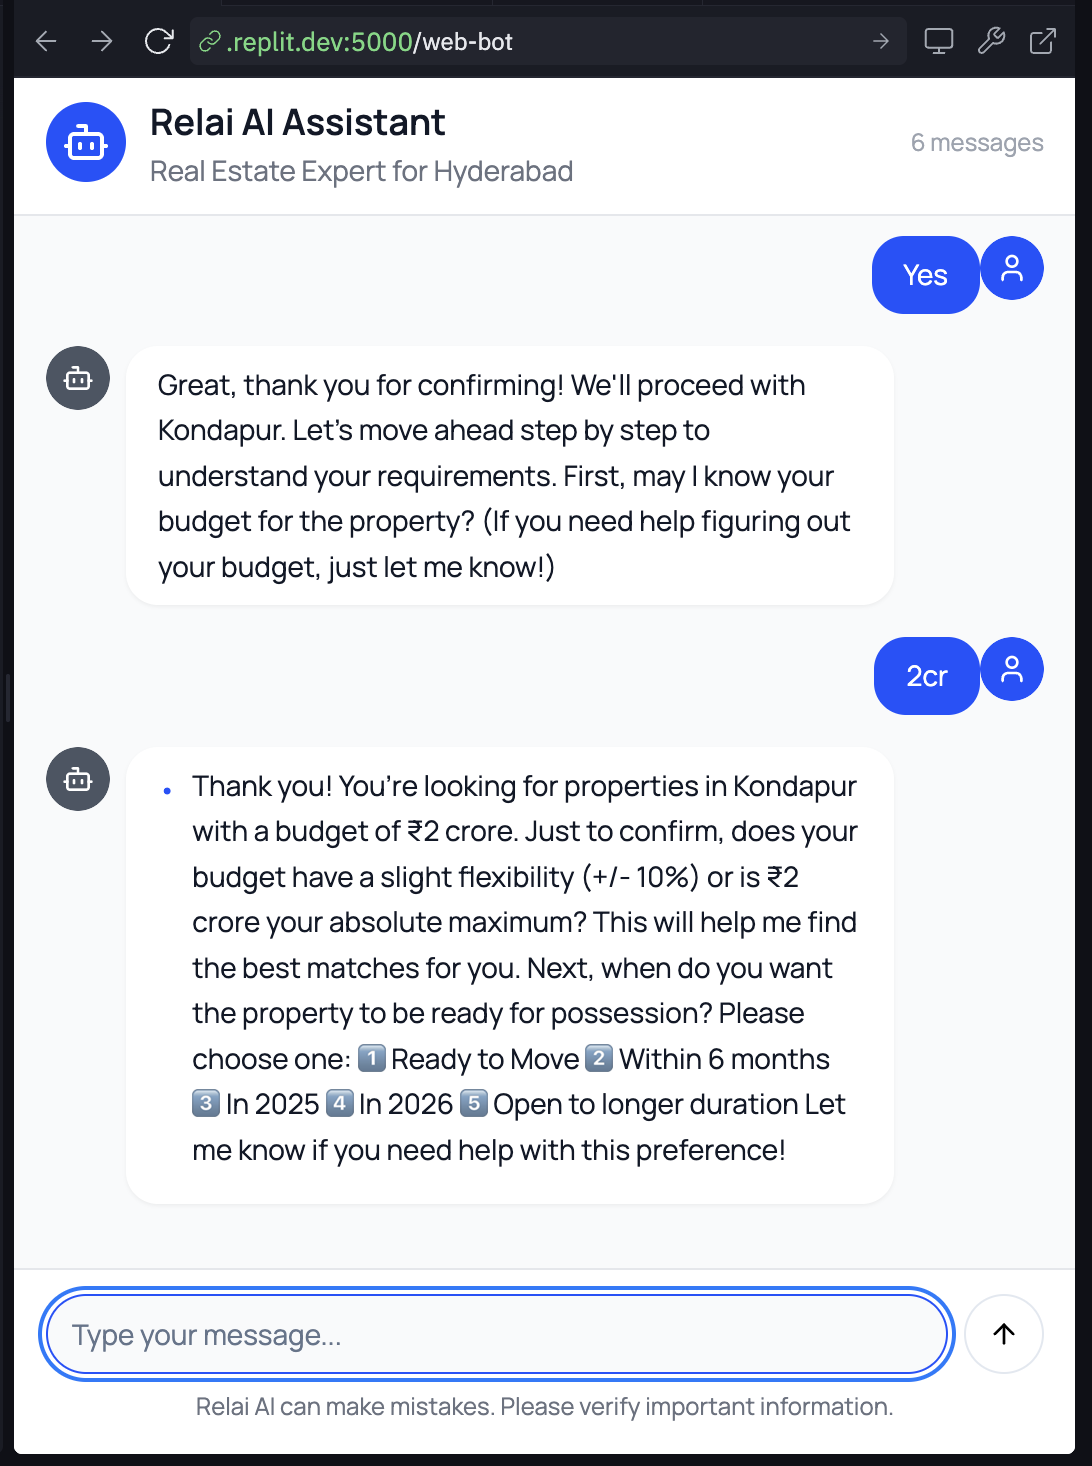 .replit.dev:5000/web-bot
Relai AI Assistant
Real Estate Expert for Hyderabad
6 messages
Yes
Great, thank you for confirming! We'll proceed with
Kondapur. Let’s move ahead step by step to
understand your requirements. First, may I know your
budget for the property? (If you need help figuring out
your budget, just let me know!)
2cr
• Thank you! You’re looking for properties in Kondapur
with a budget of ₹2 crore. Just to confirm, does your
budget have a slight flexibility (+/- 10%) or is ₹2
crore your absolute maximum? This will help me find
the best matches for you. Next, when do you want
the property to be ready for possession? Please
choose one: 1️⃣ Ready to Move 2️⃣ Within 6 months
3️⃣ In 2025 4️⃣ In 2026 5️⃣ Open to longer duration Let
me know if you need help with this preference!
Type your message...
Relai AI can make mistakes. Please verify important information.